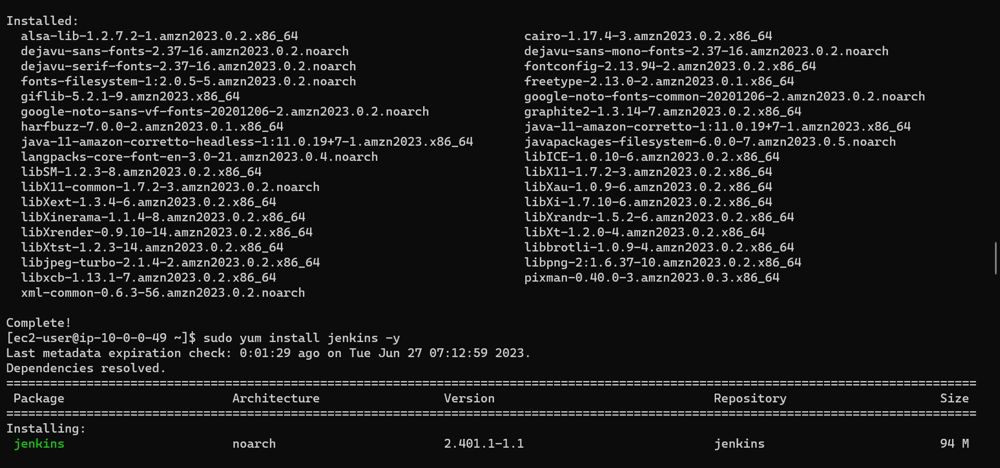 Installed:
  alsa-lib-1.2.7.2-1.amzn2023.0.2.x86_64                               cairo-1.17.4-3.amzn2023.0.2.x86_64
  dejavu-sans-fonts-2.37-16.amzn2023.0.2.noarch                        dejavu-sans-mono-fonts-2.37-16.amzn2023.0.2.noarch
  dejavu-serif-fonts-2.37-16.amzn2023.0.2.noarch                       fontconfig-2.13.94-2.amzn2023.0.2.x86_64
  fonts-filesystem-1:2.0.5-5.amzn2023.0.2.noarch                       freetype-2.13.0-2.amzn2023.0.1.x86_64
  giflib-5.2.1-9.amzn2023.x86_64                                       google-noto-fonts-common-20201206-2.amzn2023.0.2.noarch
  google-noto-sans-vf-fonts-20201206-2.amzn2023.0.2.noarch             graphite2-1.3.14-7.amzn2023.0.2.x86_64
  harfbuzz-7.0.0-2.amzn2023.0.1.x86_64                                 java-11-amazon-corretto-1:11.0.19+7-1.amzn2023.x86_64
  java-11-amazon-corretto-headless-1:11.0.19+7-1.amzn2023.x86_64       javapackages-filesystem-6.0.0-7.amzn2023.0.5.noarch
  langpacks-core-font-en-3.0-21.amzn2023.0.4.noarch                    libICE-1.0.10-6.amzn2023.0.2.x86_64
  libSM-1.2.3-8.amzn2023.0.2.x86_64                                    libX11-1.7.2-3.amzn2023.0.2.x86_64
  libX11-common-1.7.2-3.amzn2023.0.2.noarch                            libXau-1.0.9-6.amzn2023.0.2.x86_64
  libXext-1.3.4-6.amzn2023.0.2.x86_64                                  libXi-1.7.10-6.amzn2023.0.2.x86_64
  libXinerama-1.1.4-8.amzn2023.0.2.x86_64                              libXrandr-1.5.2-6.amzn2023.0.2.x86_64
  libXrender-0.9.10-14.amzn2023.0.2.x86_64                             libXt-1.2.0-4.amzn2023.0.2.x86_64
  libXtst-1.2.3-14.amzn2023.0.2.x86_64                                 libbrotli-1.0.9-4.amzn2023.0.2.x86_64
  libjpeg-turbo-2.1.4-2.amzn2023.0.2.x86_64                            libpng-2:1.6.37-10.amzn2023.0.2.x86_64
  libxcb-1.13.1-7.amzn2023.0.2.x86_64                                  pixman-0.40.0-3.amzn2023.0.3.x86_64
  xml-common-0.6.3-56.amzn2023.0.2.noarch

Complete!
[ec2-user@ip-10-0-0-49 ~]$ sudo yum install jenkins -y
Last metadata expiration check: 0:01:29 ago on Tue Jun 27 07:12:59 2023.
Dependencies resolved.
=====================================================================================================================================
 Package                       Architecture                 Version                              Repository                     Size
=====================================================================================================================================
Installing:
 jenkins                       noarch                       2.401.1-1.1                          jenkins                        94 M